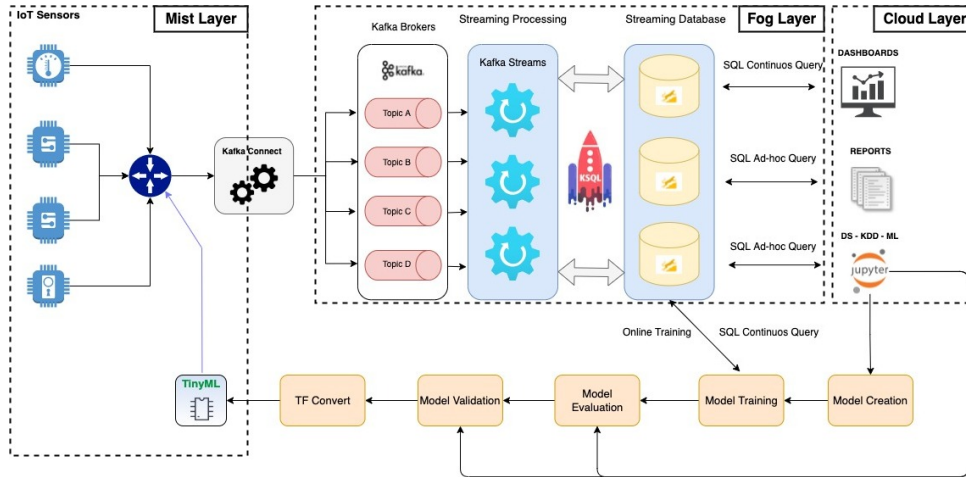 IoT Sensors
Mist Layer
Kafka Connect
Kafka Brokers
kafka
Topic A
Topic B
Topic C
Topic D
Streaming Processing
Kafka Streams
KSQL
Streaming Database
Fog Layer
SQL Continuos Query
SQL Ad-hoc Query
SQL Ad-hoc Query
Cloud Layer
DASHBOARDS
REPORTS
DS - KDD - ML
jupyter
Online Training
SQL Continuos Query
TinyML
TF Convert
Model Validation
Model
Evaluation
Model Training
Model Creation